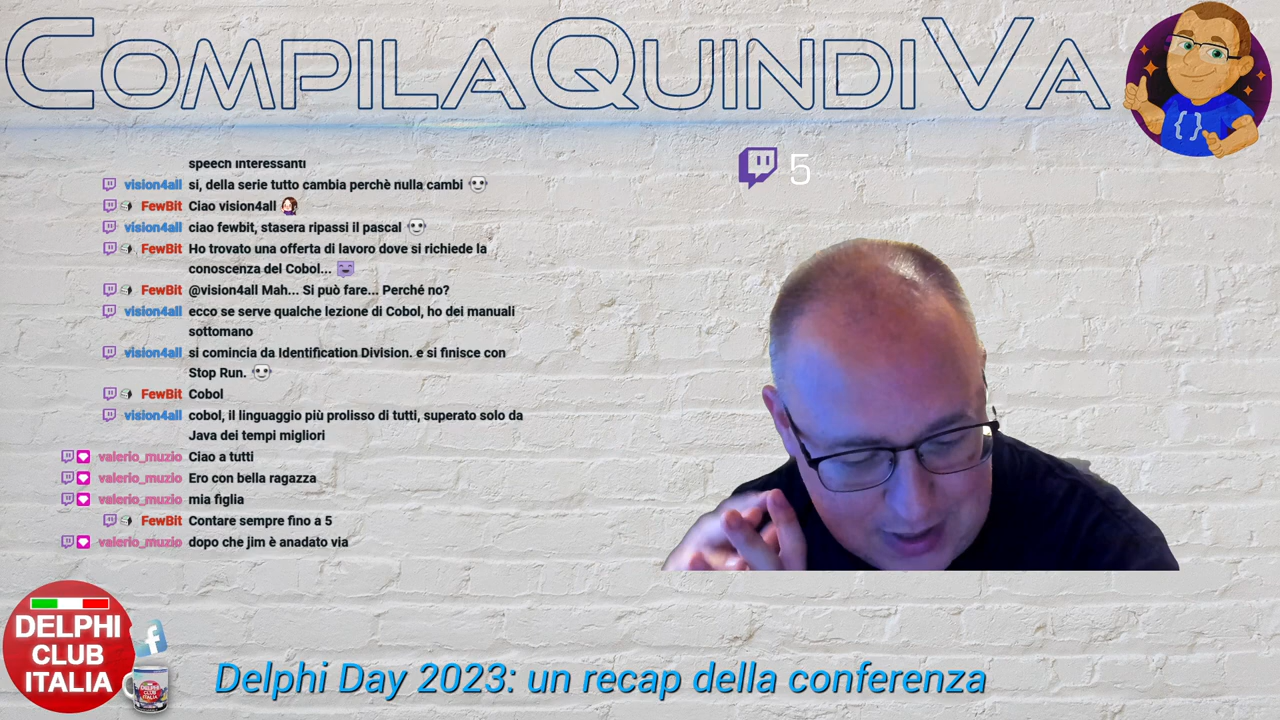 CompilaQuindiVa
{}
5
speech interessanti
vision4all si, della serie tutto cambia perchè nulla cambi
FewBit Ciao vision4all
vision4all ciao fewbit, stasera ripassi il pascal
FewBit Ho trovato una offerta di lavoro dove si richiede la
conoscenza del Cobol...
FewBit @vision4all Mah... Si può fare... Perché no?
vision4all ecco se serve qualche lezione di Cobol, ho dei manuali
sottomano
vision4all si comincia da Identification Division. e si finisce con
Stop Run.
FewBit Cobol
vision4all cobol, il linguaggio più prolisso di tutti, superato solo da
Java dei tempi migliori
valerio_muzio Ciao a tutti
valerio_muzio Ero con bella ragazza
valerio_muzio mia figlia
FewBit Contare sempre fino a 5
valerio_muzio dopo che jim è anadato via
DELPHI
CLUB
ITALIA
f
DELPHI
CLUB
ITALIA
Delphi Day 2023: un recap della conferenza